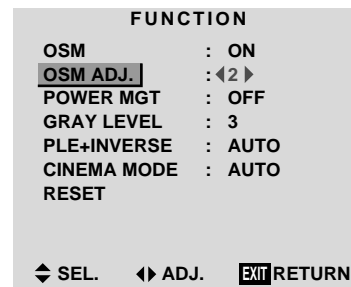 FUNCTION
OSM : ON
OSM ADJ. : ◀ 2 ▶
POWER MGT : OFF
GRAY LEVEL : 3
PLE+INVERSE : AUTO
CINEMA MODE : AUTO
RESET
SEL. ADJ. EXIT RETURN